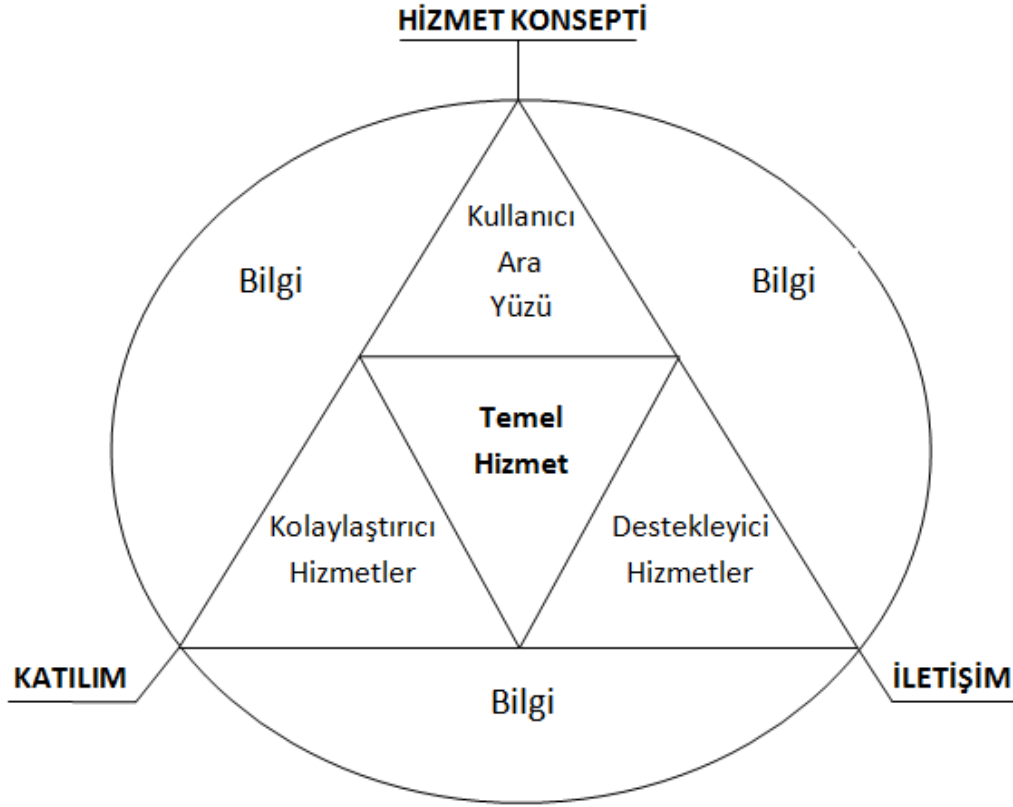 HİZMET KONSEPTİ
Kullanıcı
Ara
Yüzü
Bilgi
Bilgi
Temel
Hizmet
Kolaylaştırıcı
Hizmetler
Destekleyici
Hizmetler
KATILIM
İLETİŞİM
Bilgi